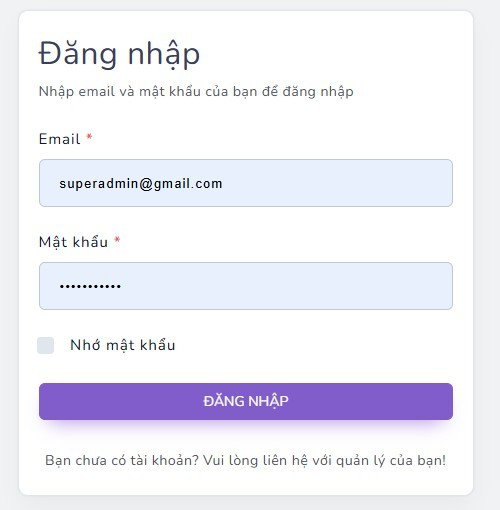 Đăng nhập
Nhập email và mật khẩu của bạn để đăng nhập
Email *
superadmin@gmail.com
Mật khẩu *
•••••••••••
Nhớ mật khẩu
ĐĂNG NHẬP
Bạn chưa có tài khoản? Vui lòng liên hệ với quản lý của bạn!